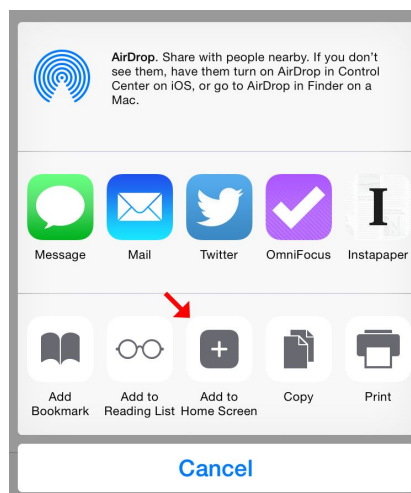 AirDrop. Share with people nearby. If you don't
see them, have them turn on AirDrop in Control
Center on iOS, or go to AirDrop in Finder on a
Mac.
Message Mail Twitter OmniFocus Instapaper
Add Add to Add to Copy Print
Bookmark Reading List Home Screen
Cancel